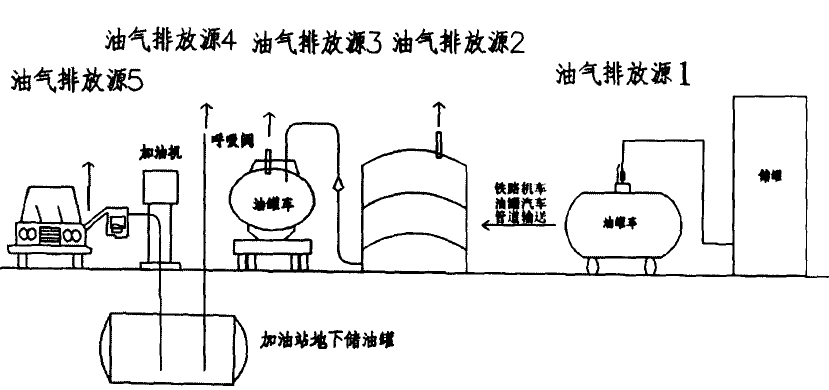 油气排放源4 油气排放源3 油气排放源2
油气排放源5
油气排放源1
加油机
呼吸阀
油罐车
铁路机车
油罐汽车
管道输送
油罐车
储罐
加油站地下储油罐